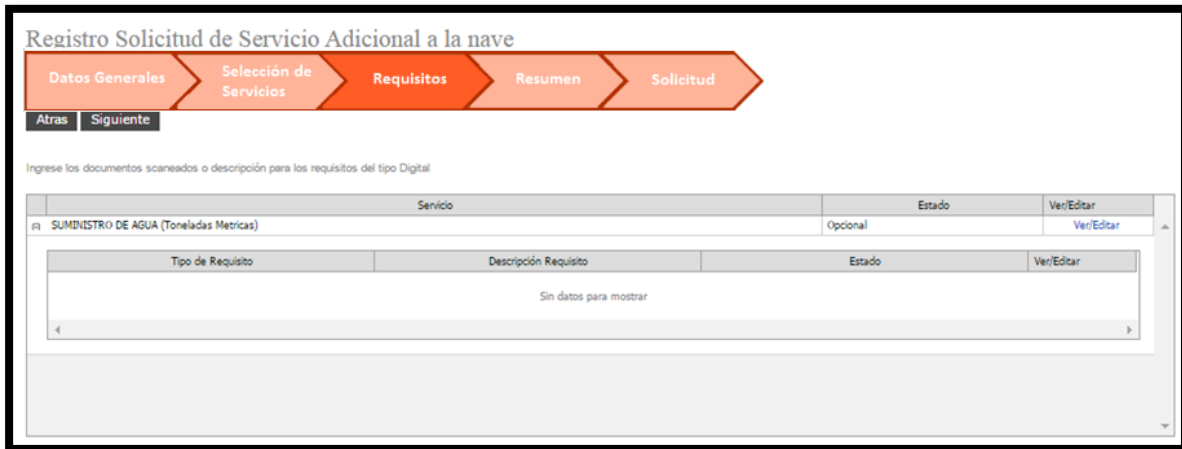 Registro Solicitud de Servicio Adicional a la nave
Datos Generales
Selección de
Servicios
Requisitos
Resumen
Solicitud
Atras Siguiente
Ingrese los documentos scaneados o descripción para los requisitos del tipo Digital
Servicio Estado Ver/Editar
SUMINISTRO DE AGUA (Toneladas Metricas) Opcional Ver/Editar
Tipo de Requisito Descripción Requisito Estado Ver/Editar
Sin datos para mostrar